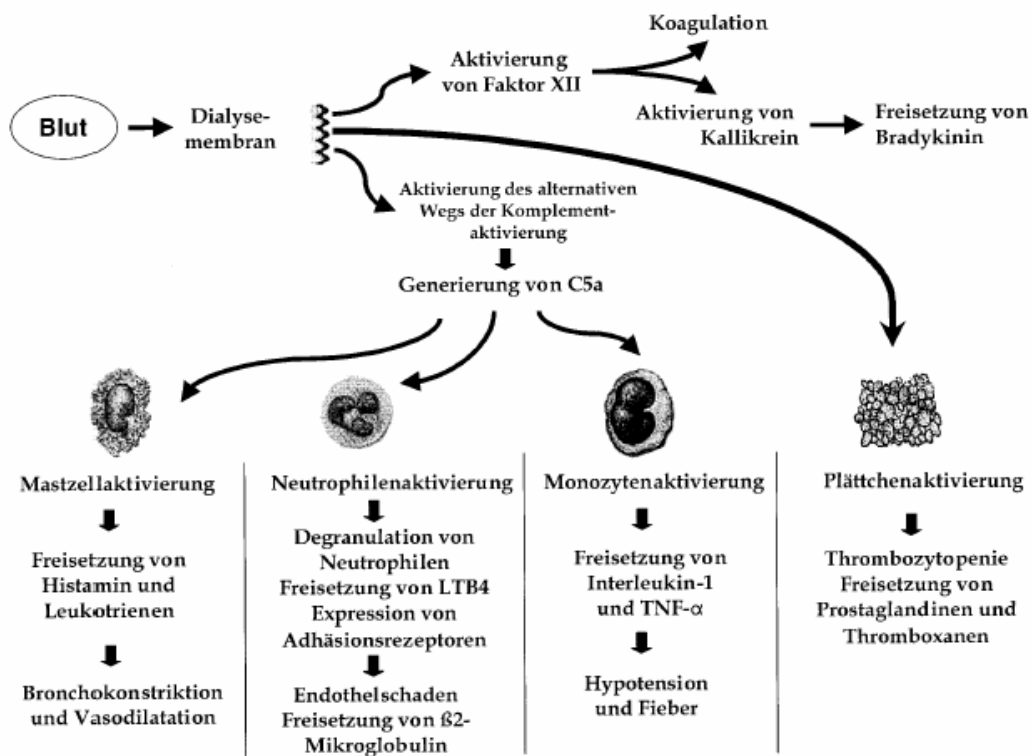 Koagulation
Aktivierung
von Faktor XII
Blut
Dialyse-
membran
Aktivierung von
Kallikrein
Freisetzung von
Bradykinin
Aktivierung des alternativen
Wegs der Komplement-
aktivierung
Generierung von C5a
Mastzellaktivierung
Freisetzung von
Histamin und
Leukotrienen
Bronchokonstriktion
und Vasodilatation
Neutrophilenaktivierung
Degranulation von
Neutrophilen
Freisetzung von LTB4
Expression von
Adhäsionsrezeptoren
Endothelschaden
Freisetzung von ß2-
Mikroglobulin
Monozytenaktivierung
Freisetzung von
Interleukin-1
und TNF-α
Hypotension
und Fieber
Plättchenaktivierung
Thrombozytopenie
Freisetzung von
Prostaglandinen und
Thromboxanen